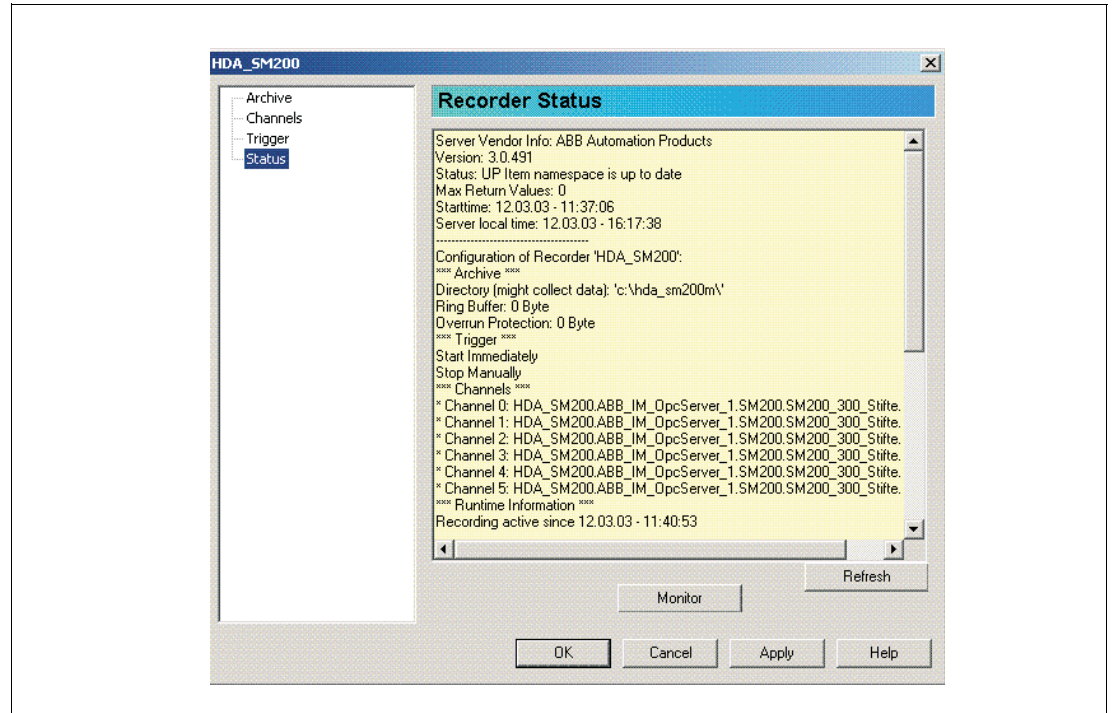 HDA_SM200
Archive
Channels
Trigger
Status
Recorder Status
Server Vendor Info: ABB Automation Products
Version: 3.0.491
Status: UP Item namespace is up to date
Max Return Values: 0
Starttime: 12.03.03 - 11:37:06
Server local time: 12.03.03 - 16:17:38
---------------------------------------
Configuration of Recorder 'HDA_SM200':
*** Archive ***
Directory (might collect data): 'c:\hda_sm200m\'
Ring Buffer: 0 Byte
Overrun Protection: 0 Byte
*** Trigger ***
Start Immediately
Stop Manually
*** Channels ***
* Channel 0: HDA_SM200.ABB_IM_OpcServer_1.SM200.SM200_300_Stifte.
* Channel 1: HDA_SM200.ABB_IM_OpcServer_1.SM200.SM200_300_Stifte.
* Channel 2: HDA_SM200.ABB_IM_OpcServer_1.SM200.SM200_300_Stifte.
* Channel 3: HDA_SM200.ABB_IM_OpcServer_1.SM200.SM200_300_Stifte.
* Channel 4: HDA_SM200.ABB_IM_OpcServer_1.SM200.SM200_300_Stifte.
* Channel 5: HDA_SM200.ABB_IM_OpcServer_1.SM200.SM200_300_Stifte.
*** Runtime Information ***
Recording active since 12.03.03 - 11:40:53
Refresh
Monitor
OK Cancel Apply Help